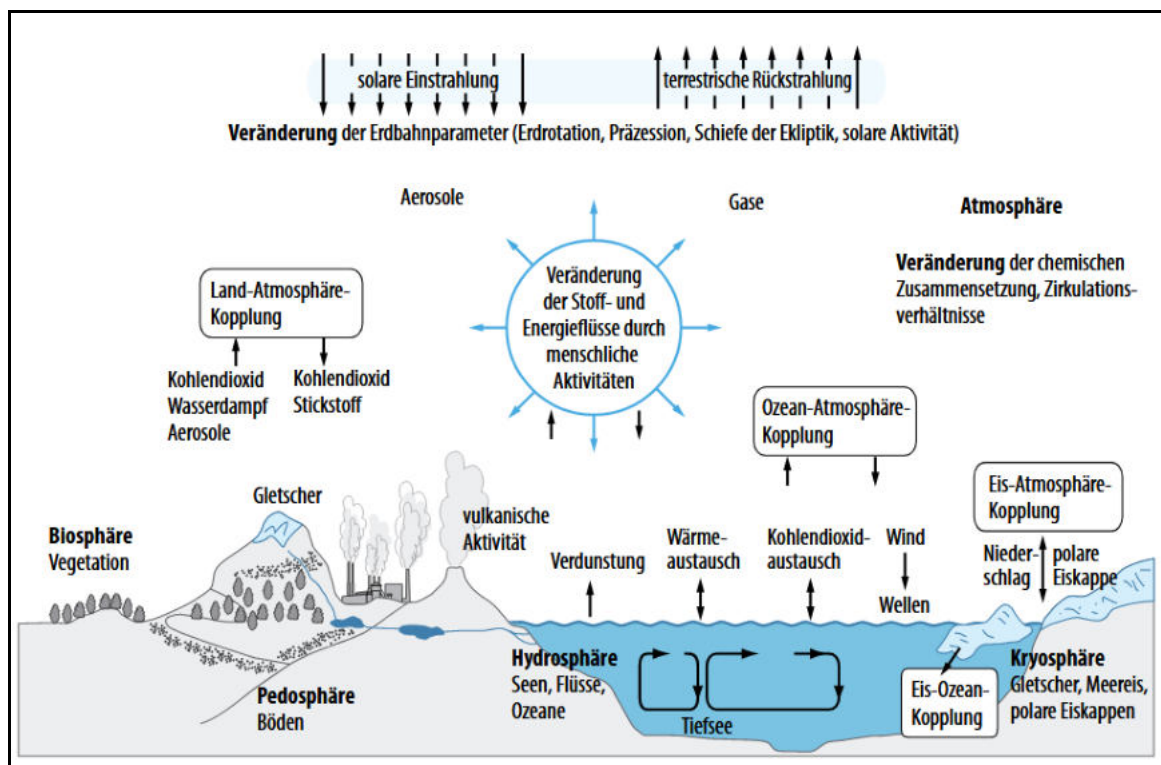 solare Einstrahlung
terrestrische Rückstrahlung
Veränderung der Erdbahnparameter (Erdrotation, Präzession, Schiefe der Ekliptik, solare Aktivität)
Aerosole
Gase
Atmosphäre
Veränderung der chemischen
Zusammensetzung, Zirkulations-
verhältnisse
Veränderung
der Stoff- und
Energieflüsse durch
menschliche
Aktivitäten
Land-Atmosphäre-
Kopplung
Kohlendioxid
Wasserdampf
Aerosole
Kohlendioxid
Stickstoff
Ozean-Atmosphäre-
Kopplung
Eis-Atmosphäre-
Kopplung
Gletscher
Biosphäre
Vegetation
vulkanische
Aktivität
Verdunstung
Wärme-
austausch
Kohlendioxid-
austausch
Wind
Wellen
Nieder-
schlag
polare
Eiskappe
Pedosphäre
Böden
Hydrosphäre
Seen, Flüsse,
Ozeane
Tiefsee
Eis-Ozean-
Kopplung
Kryosphäre
Gletscher, Meereis,
polare Eiskappen